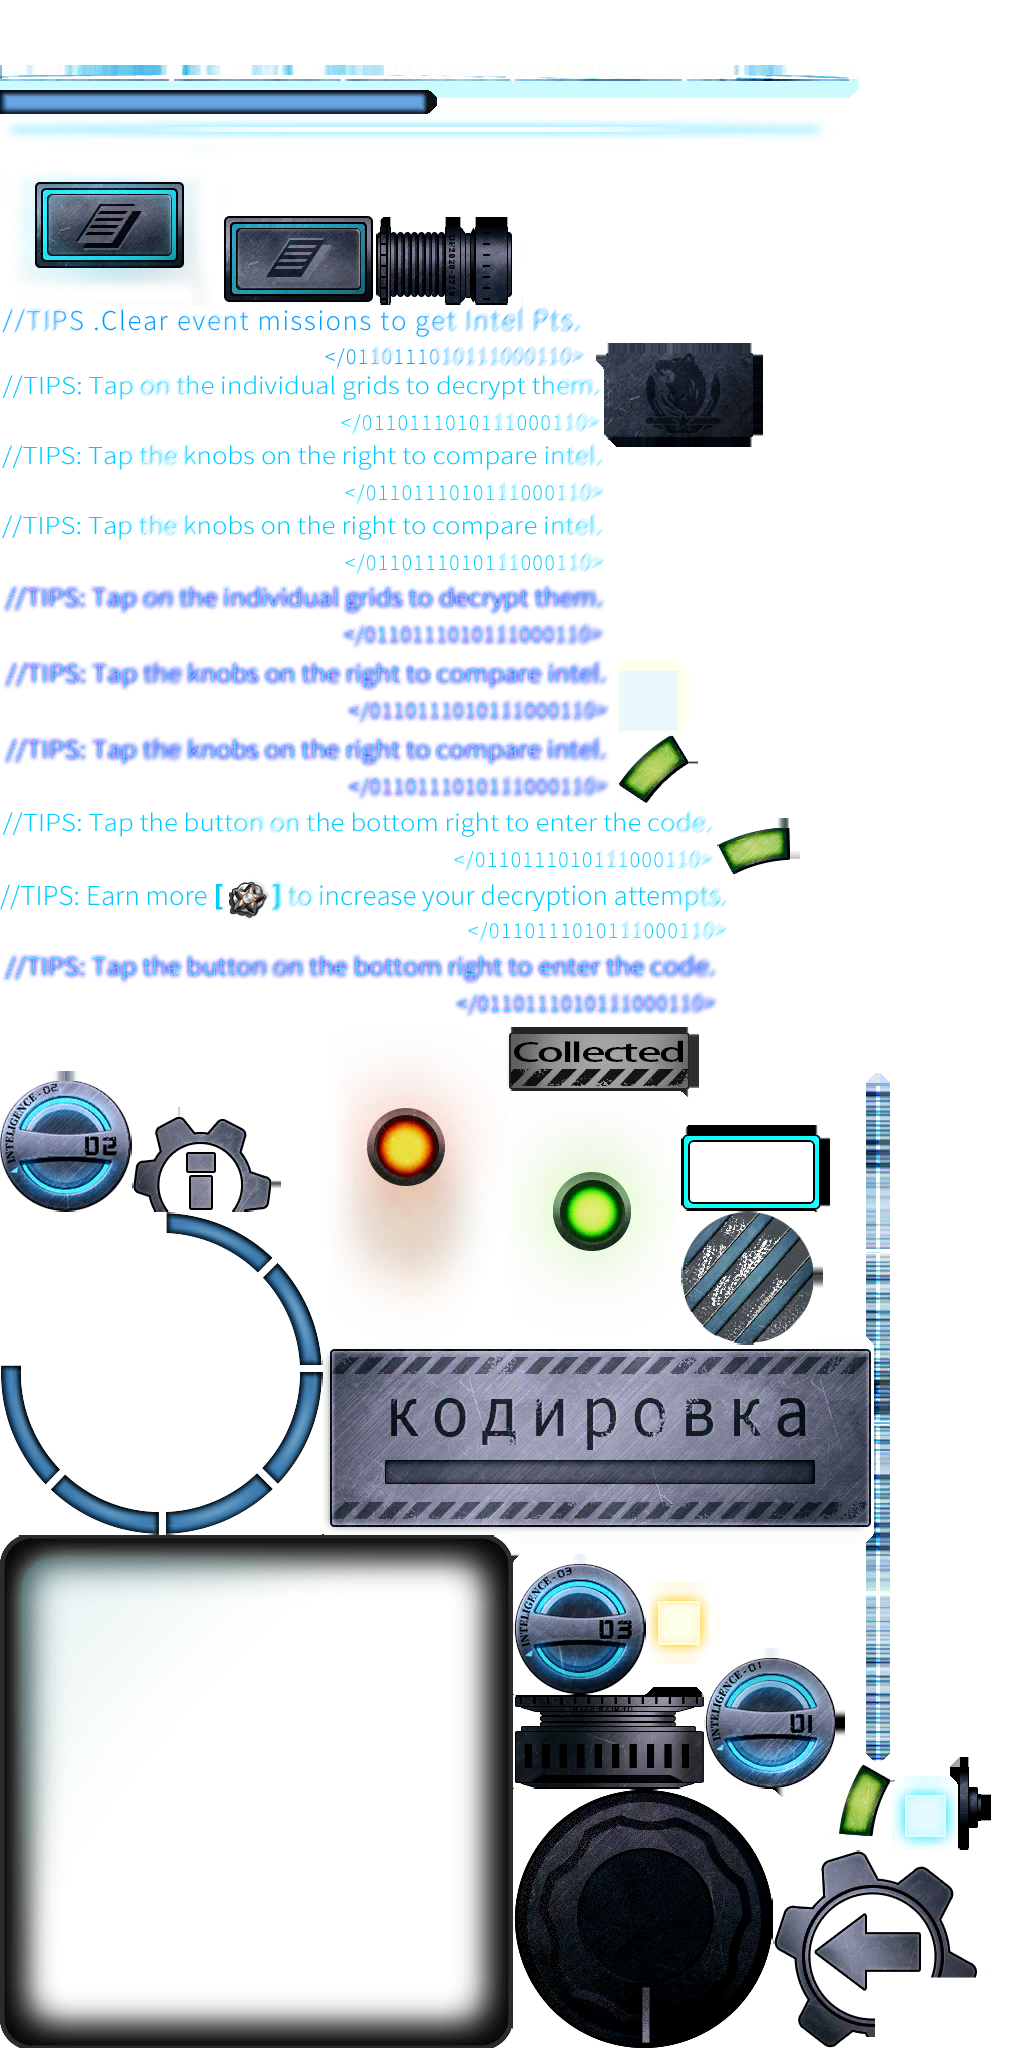 //TIPS .Clear event missions to get Intel Pts.
</0110111010111000110>
//TIPS: Tap on the individual grids to decrypt them.
</0110111010111000110>
//TIPS: Tap the knobs on the right to compare intel.
</0110111010111000110>
//TIPS: Tap the knobs on the right to compare intel.
</0110111010111000110>
//TIPS: Tap on the individual grids to decrypt them.
</0110111010111000110>
//TIPS: Tap the knobs on the right to compare intel.
</0110111010111000110>
//TIPS: Tap the knobs on the right to compare intel.
</0110111010111000110>
//TIPS: Tap the button on the bottom right to enter the code.
</0110111010111000110>
//TIPS: Earn more [ ] to increase your decryption attempts.
</0110111010111000110>
//TIPS: Tap the button on the bottom right to enter the code.
</0110111010111000110>
Collected
INTELIGENCE-02
02
кодировка
INTELIGENCE-03
03
INTELIGENCE-01
01